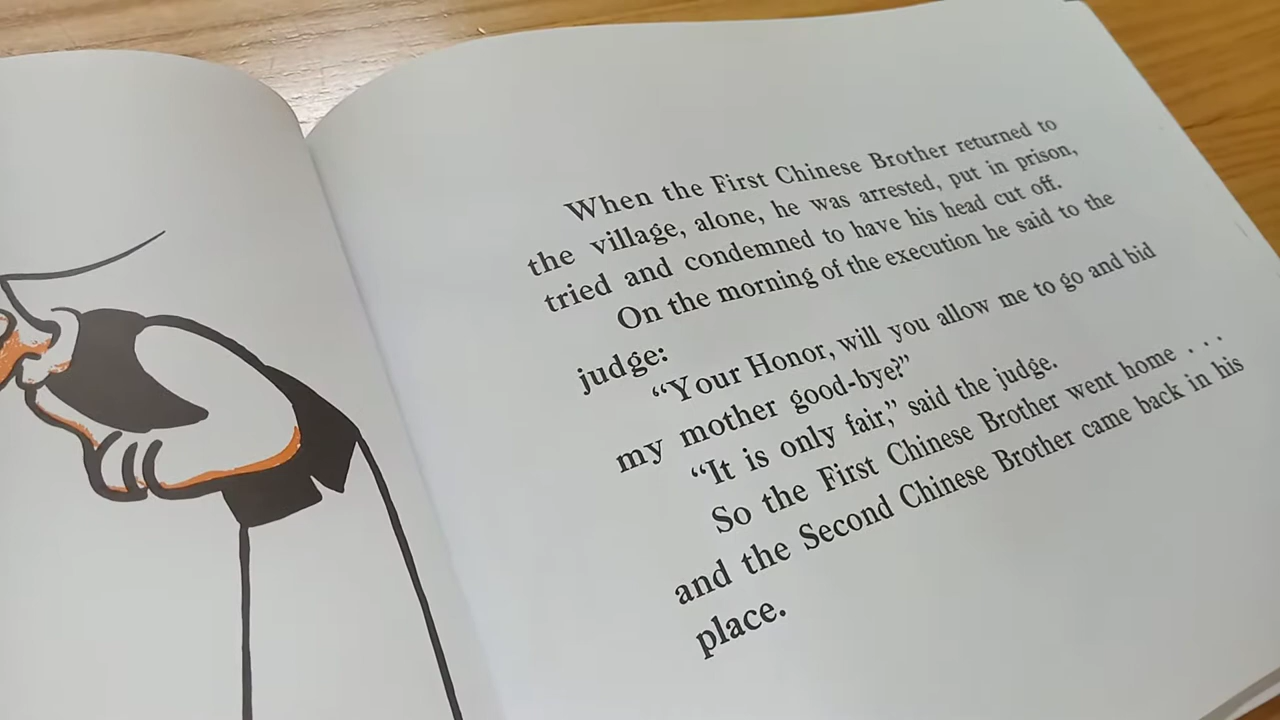 When the First Chinese Brother returned to
the village, alone, he was arrested, put in prison,
tried and condemned to have his head cut off.
On the morning of the execution he said to the
judge:
“Your Honor, will you allow me to go and bid
my mother good-bye?”
“It is only fair,” said the judge.
So the First Chinese Brother went home . . .
and the Second Chinese Brother came back in his
place.